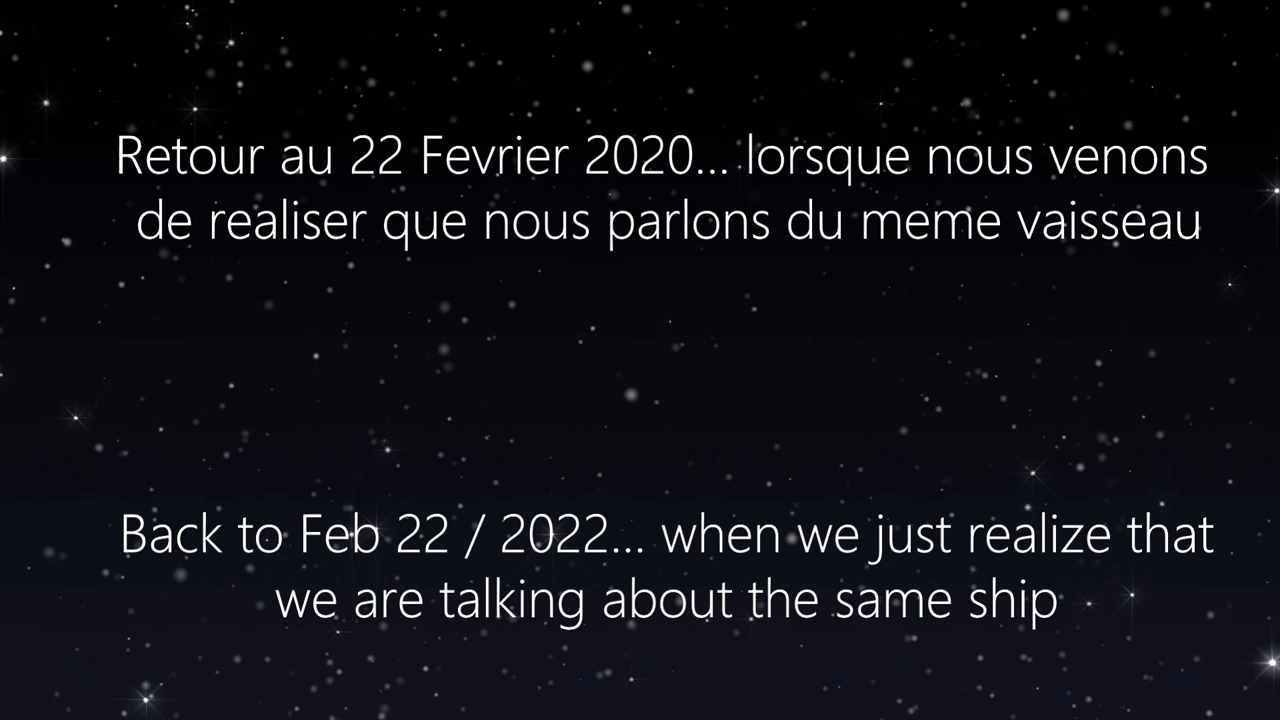 Retour au 22 Fevrier 2020... lorsque nous venons
de realiser que nous parlons du meme vaisseau
Back to Feb 22 / 2022... when we just realize that
we are talking about the same ship